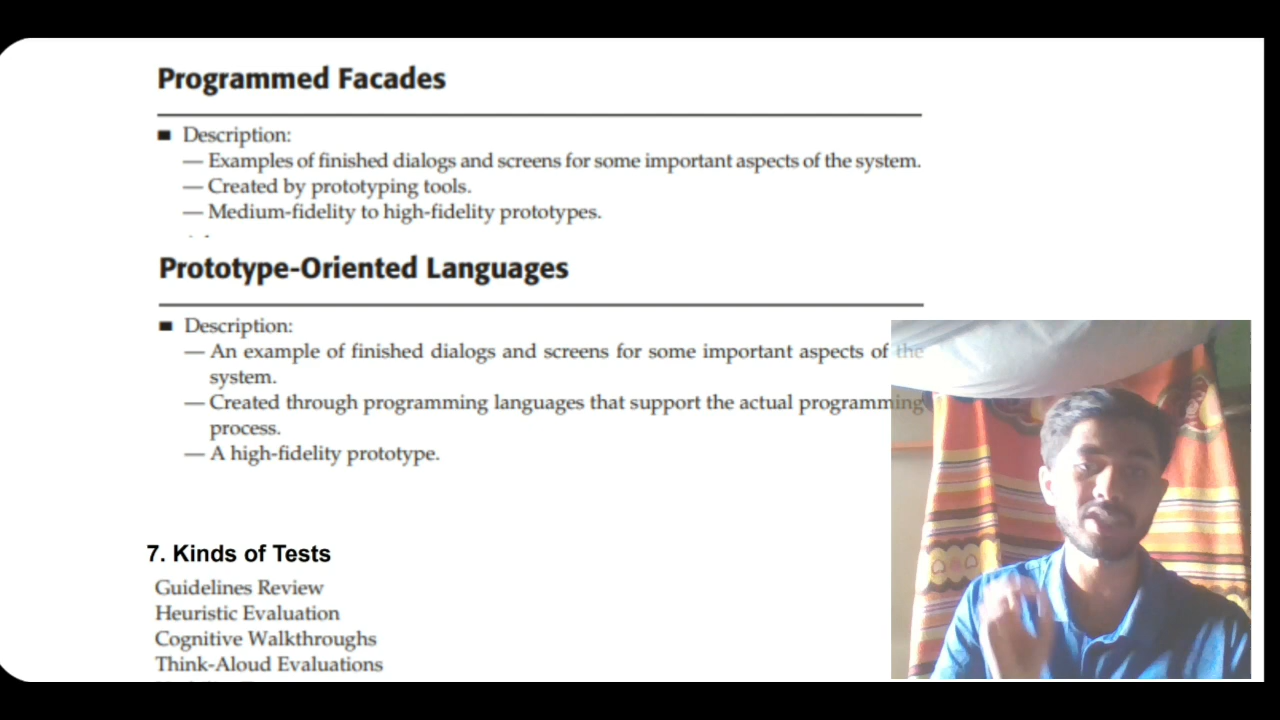 Programmed Facades
■ Description:
— Examples of finished dialogs and screens for some important aspects of the system.
— Created by prototyping tools.
— Medium-fidelity to high-fidelity prototypes.
Prototype-Oriented Languages
■ Description:
— An example of finished dialogs and screens for some important aspects of the
system.
— Created through programming languages that support the actual programming
process.
— A high-fidelity prototype.
7. Kinds of Tests
Guidelines Review
Heuristic Evaluation
Cognitive Walkthroughs
Think-Aloud Evaluations